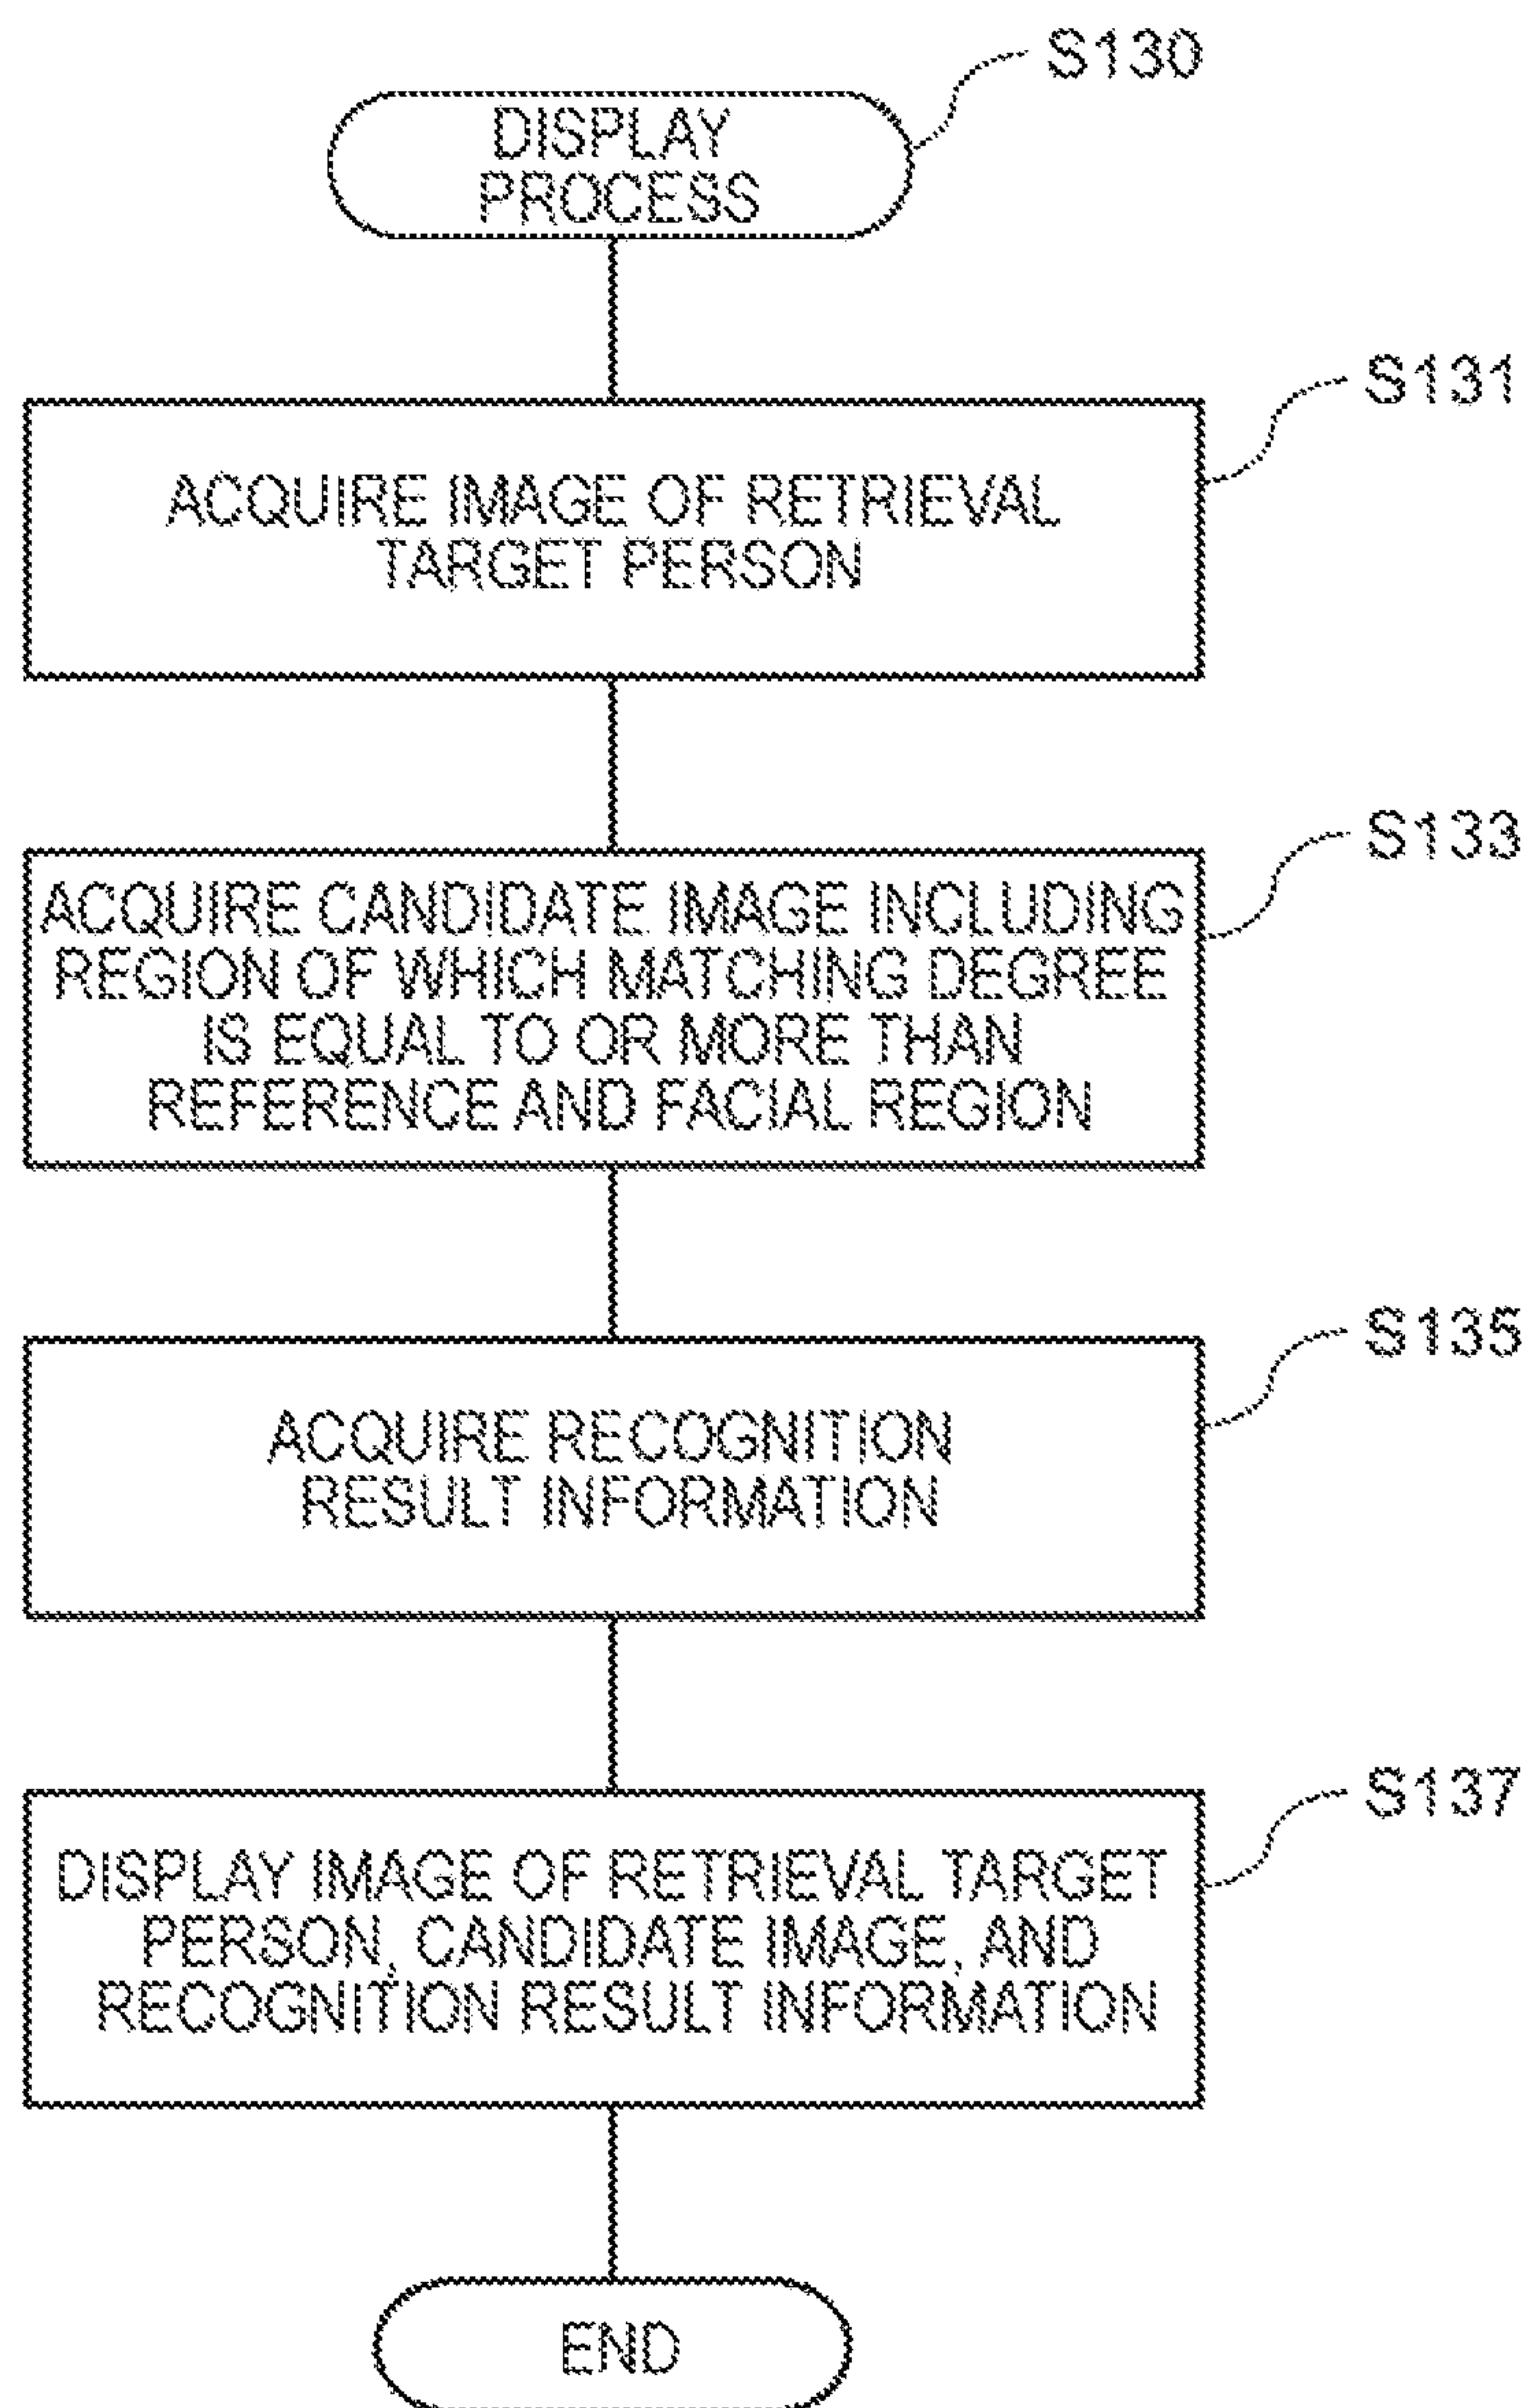 S130
DISPLAY
PROCESS
S131
ACQUIRE IMAGE OF RETRIEVAL
TARGET PERSON
S133
ACQUIRE CANDIDATE IMAGE INCLUDING
REGION OF WHICH MATCHING DEGREE
IS EQUAL TO OR MORE THAN
REFERENCE AND FACIAL REGION
S135
ACQUIRE RECOGNITION
RESULT INFORMATION
S137
DISPLAY IMAGE OF RETRIEVAL TARGET
PERSON, CANDIDATE IMAGE, AND
RECOGNITION RESULT INFORMATION
END